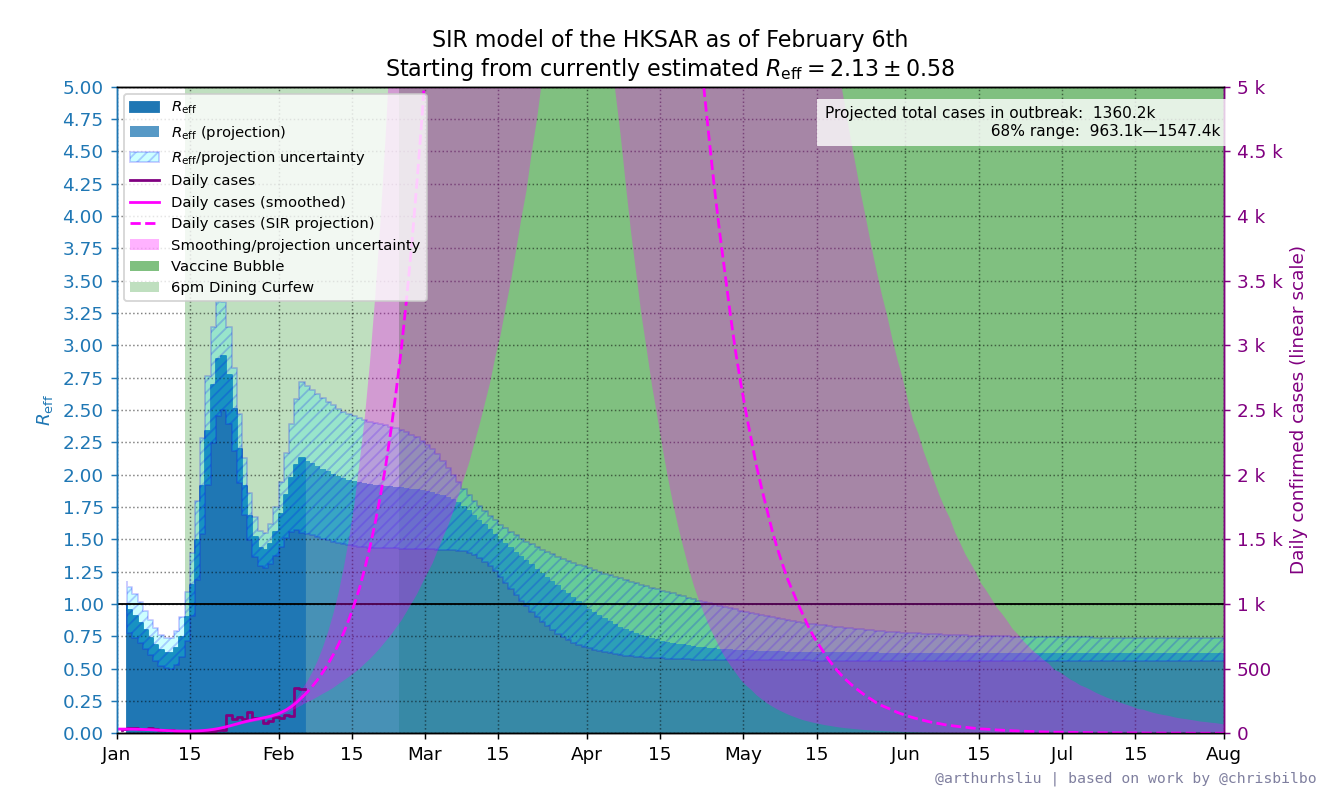 SIR model of the HKSAR as of February 6th
Starting from currently estimated Reff = 2.13 ± 0.58
5.00
4.75
4.50
4.25
4.00
3.75
3.50
3.25
3.00
2.75
2.50
2.25
2.00
1.75
1.50
1.25
1.00
0.75
0.50
0.25
0.00
Reff
Reff
Reff (projection)
Reff/projection uncertainty
Daily cases
Daily cases (smoothed)
Daily cases (SIR projection)
Smoothing/projection uncertainty
Vaccine Bubble
6pm Dining Curfew
Projected total cases in outbreak: 1360.2k
68% range: 963.1k—1547.4k
5 k
4.5 k
4 k
3.5 k
3 k
2.5 k
2 k
1.5 k
1 k
500
0
Daily confirmed cases (linear scale)
Jan 15 Feb 15 Mar 15 Apr 15 May 15 Jun 15 Jul 15 Aug
@arthurhsliu | based on work by @chrisbilbo